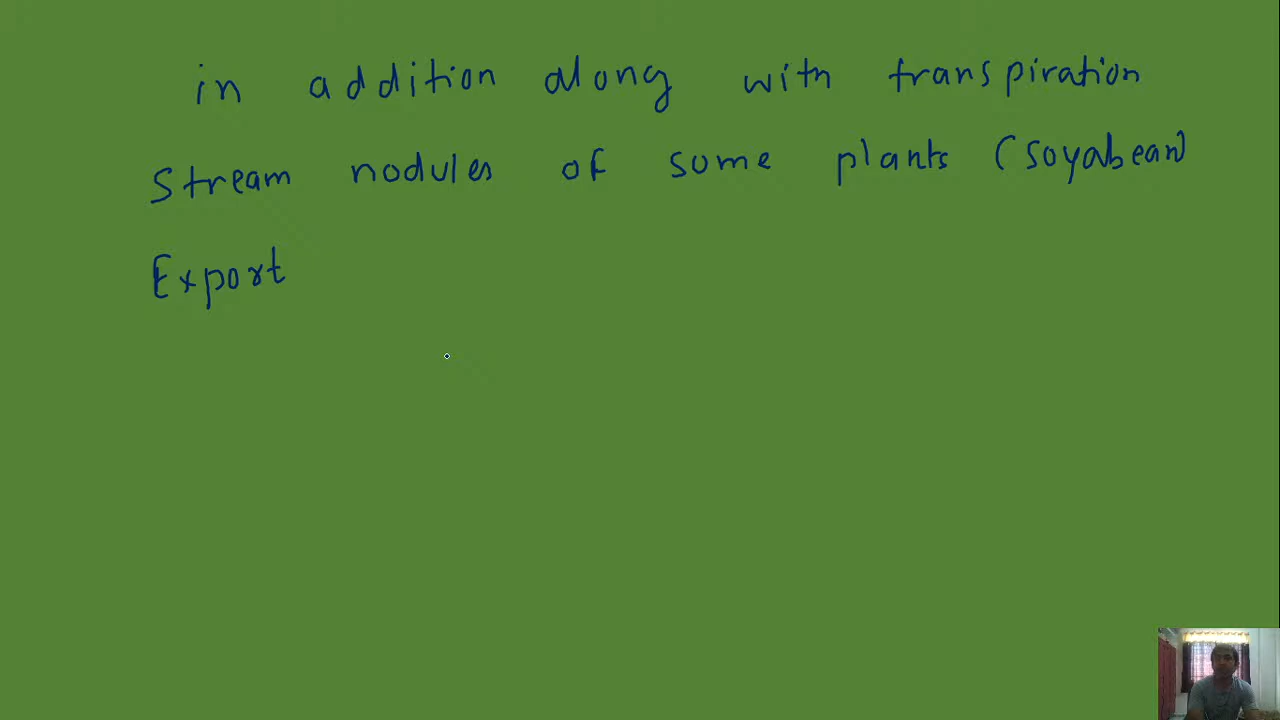 in addition along with transpiration
stream nodules of some plants (soyabean)
Export